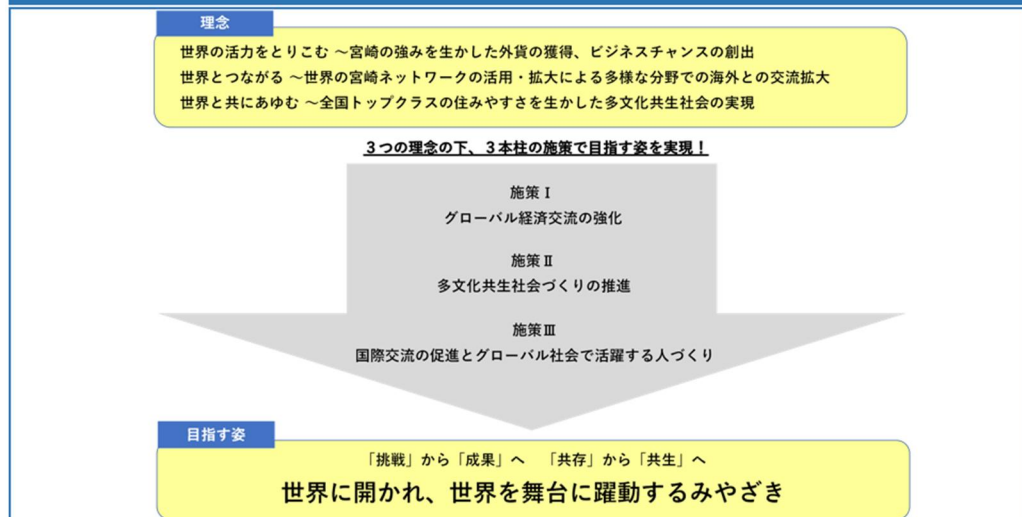 理念
世界の活力をとりこむ ～宮崎の強みを生かした外貨の獲得、ビジネスチャンスの創出
世界とつながる ～世界の宮崎ネットワークの活用・拡大による多様な分野での海外との交流拡大
世界と共にあゆむ ～全国トップクラスの住みやすさを生かした多文化共生社会の実現
３つの理念の下、３本柱の施策で目指す姿を実現！
施策Ⅰ
グローバル経済交流の強化
施策Ⅱ
多文化共生社会づくりの推進
施策Ⅲ
国際交流の促進とグローバル社会で活躍する人づくり
目指す姿
「挑戦」から「成果」へ 「共存」から「共生」へ
世界に開かれ、世界を舞台に躍動するみやざき